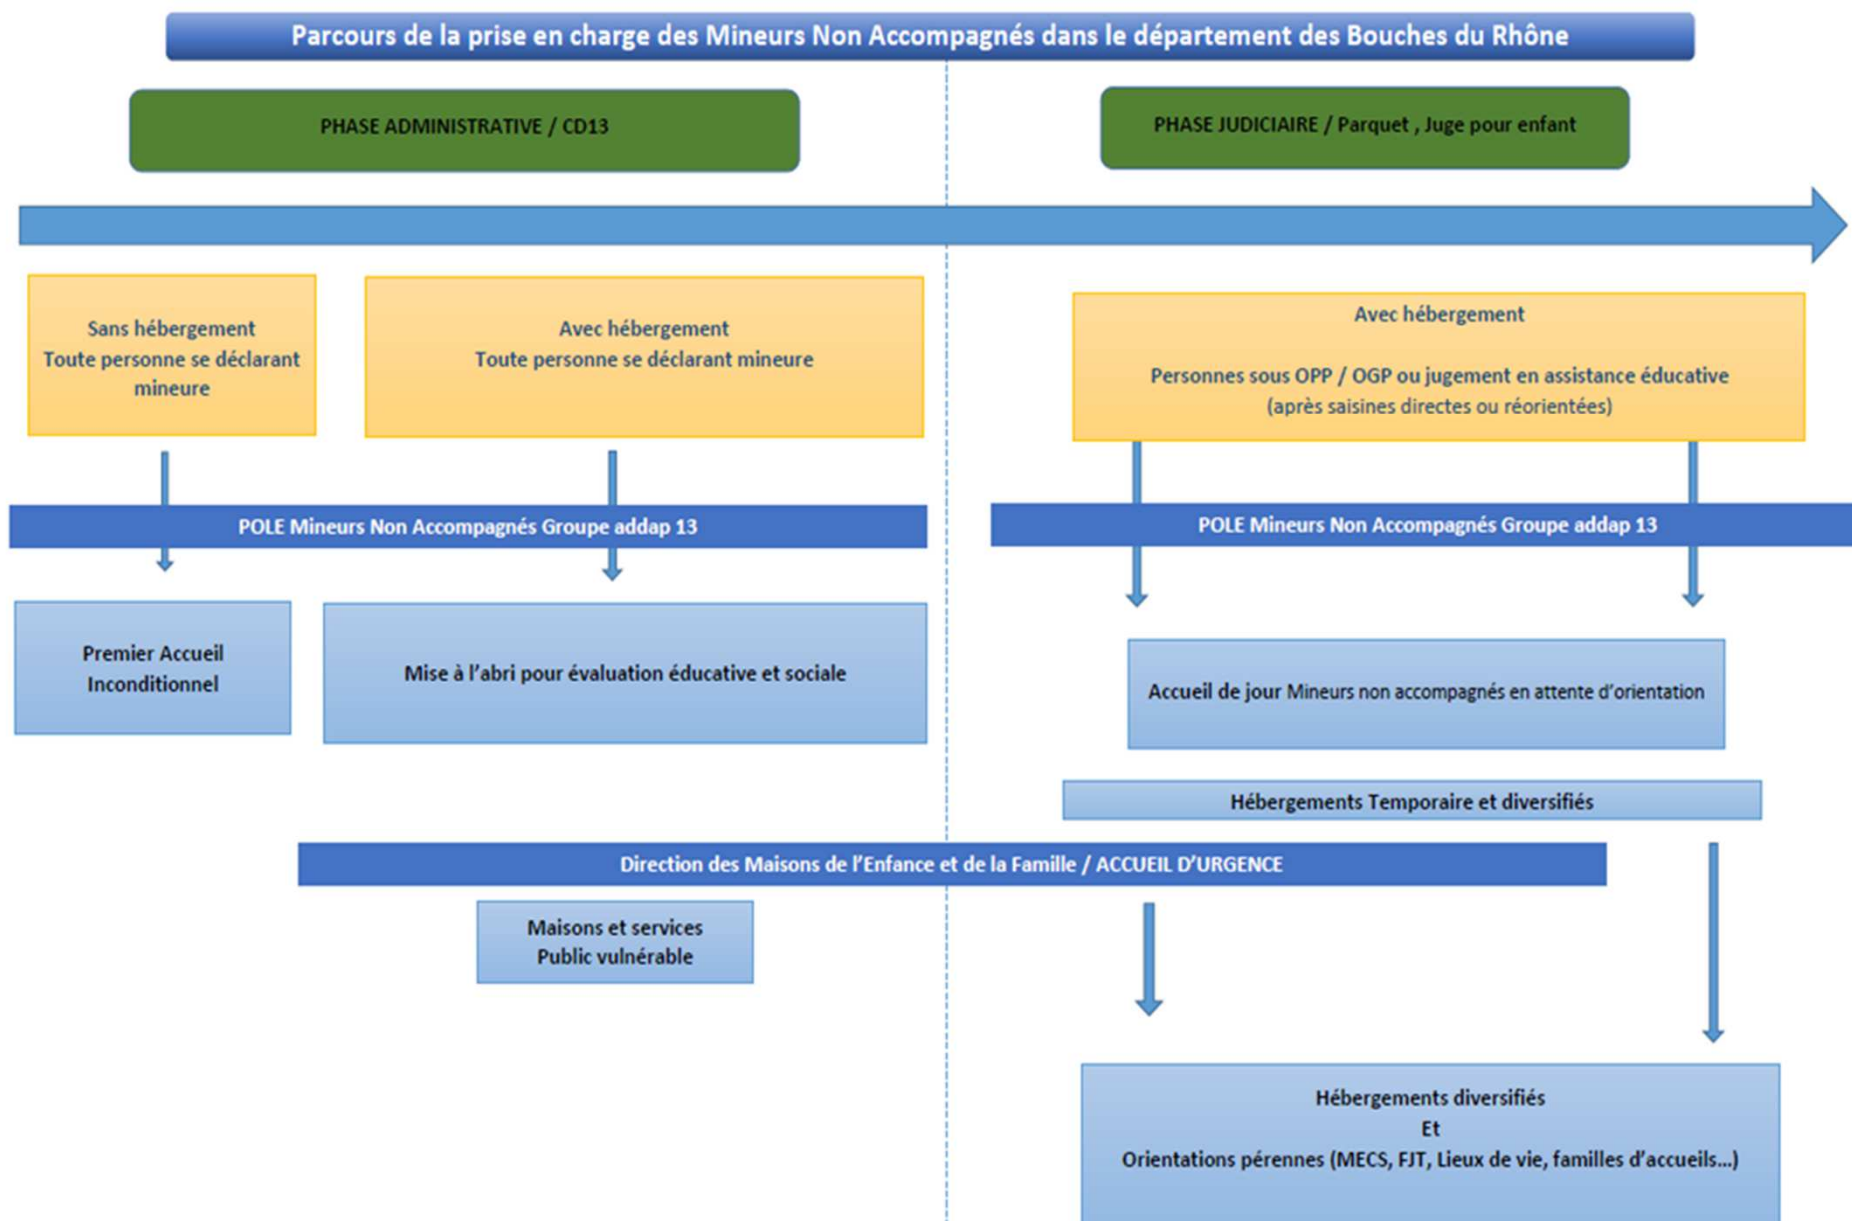 Parcours de la prise en charge des Mineurs Non Accompagnés dans le département des Bouches du Rhône
PHASE ADMINISTRATIVE / CD13
PHASE JUDICIAIRE / Parquet , Juge pour enfant
Sans hébergement
Toute personne se déclarant
mineure
Avec hébergement
Toute personne se déclarant mineure
Avec hébergement
Personnes sous OPP / OGP ou jugement en assistance éducative
(après saisines directes ou réorientées)
POLE Mineurs Non Accompagnés Groupe addap 13
POLE Mineurs Non Accompagnés Groupe addap 13
Premier Accueil
Inconditionnel
Mise à l’abri pour évaluation éducative et sociale
Accueil de jour Mineurs non accompagnés en attente d’orientation
Hébergements Temporaire et diversifiés
Direction des Maisons de l’Enfance et de la Famille / ACCUEIL D’URGENCE
Maisons et services
Public vulnérable
Hébergements diversifiés
Et
Orientations pérennes (MECS, FJT, Lieux de vie, familles d’accueils…)